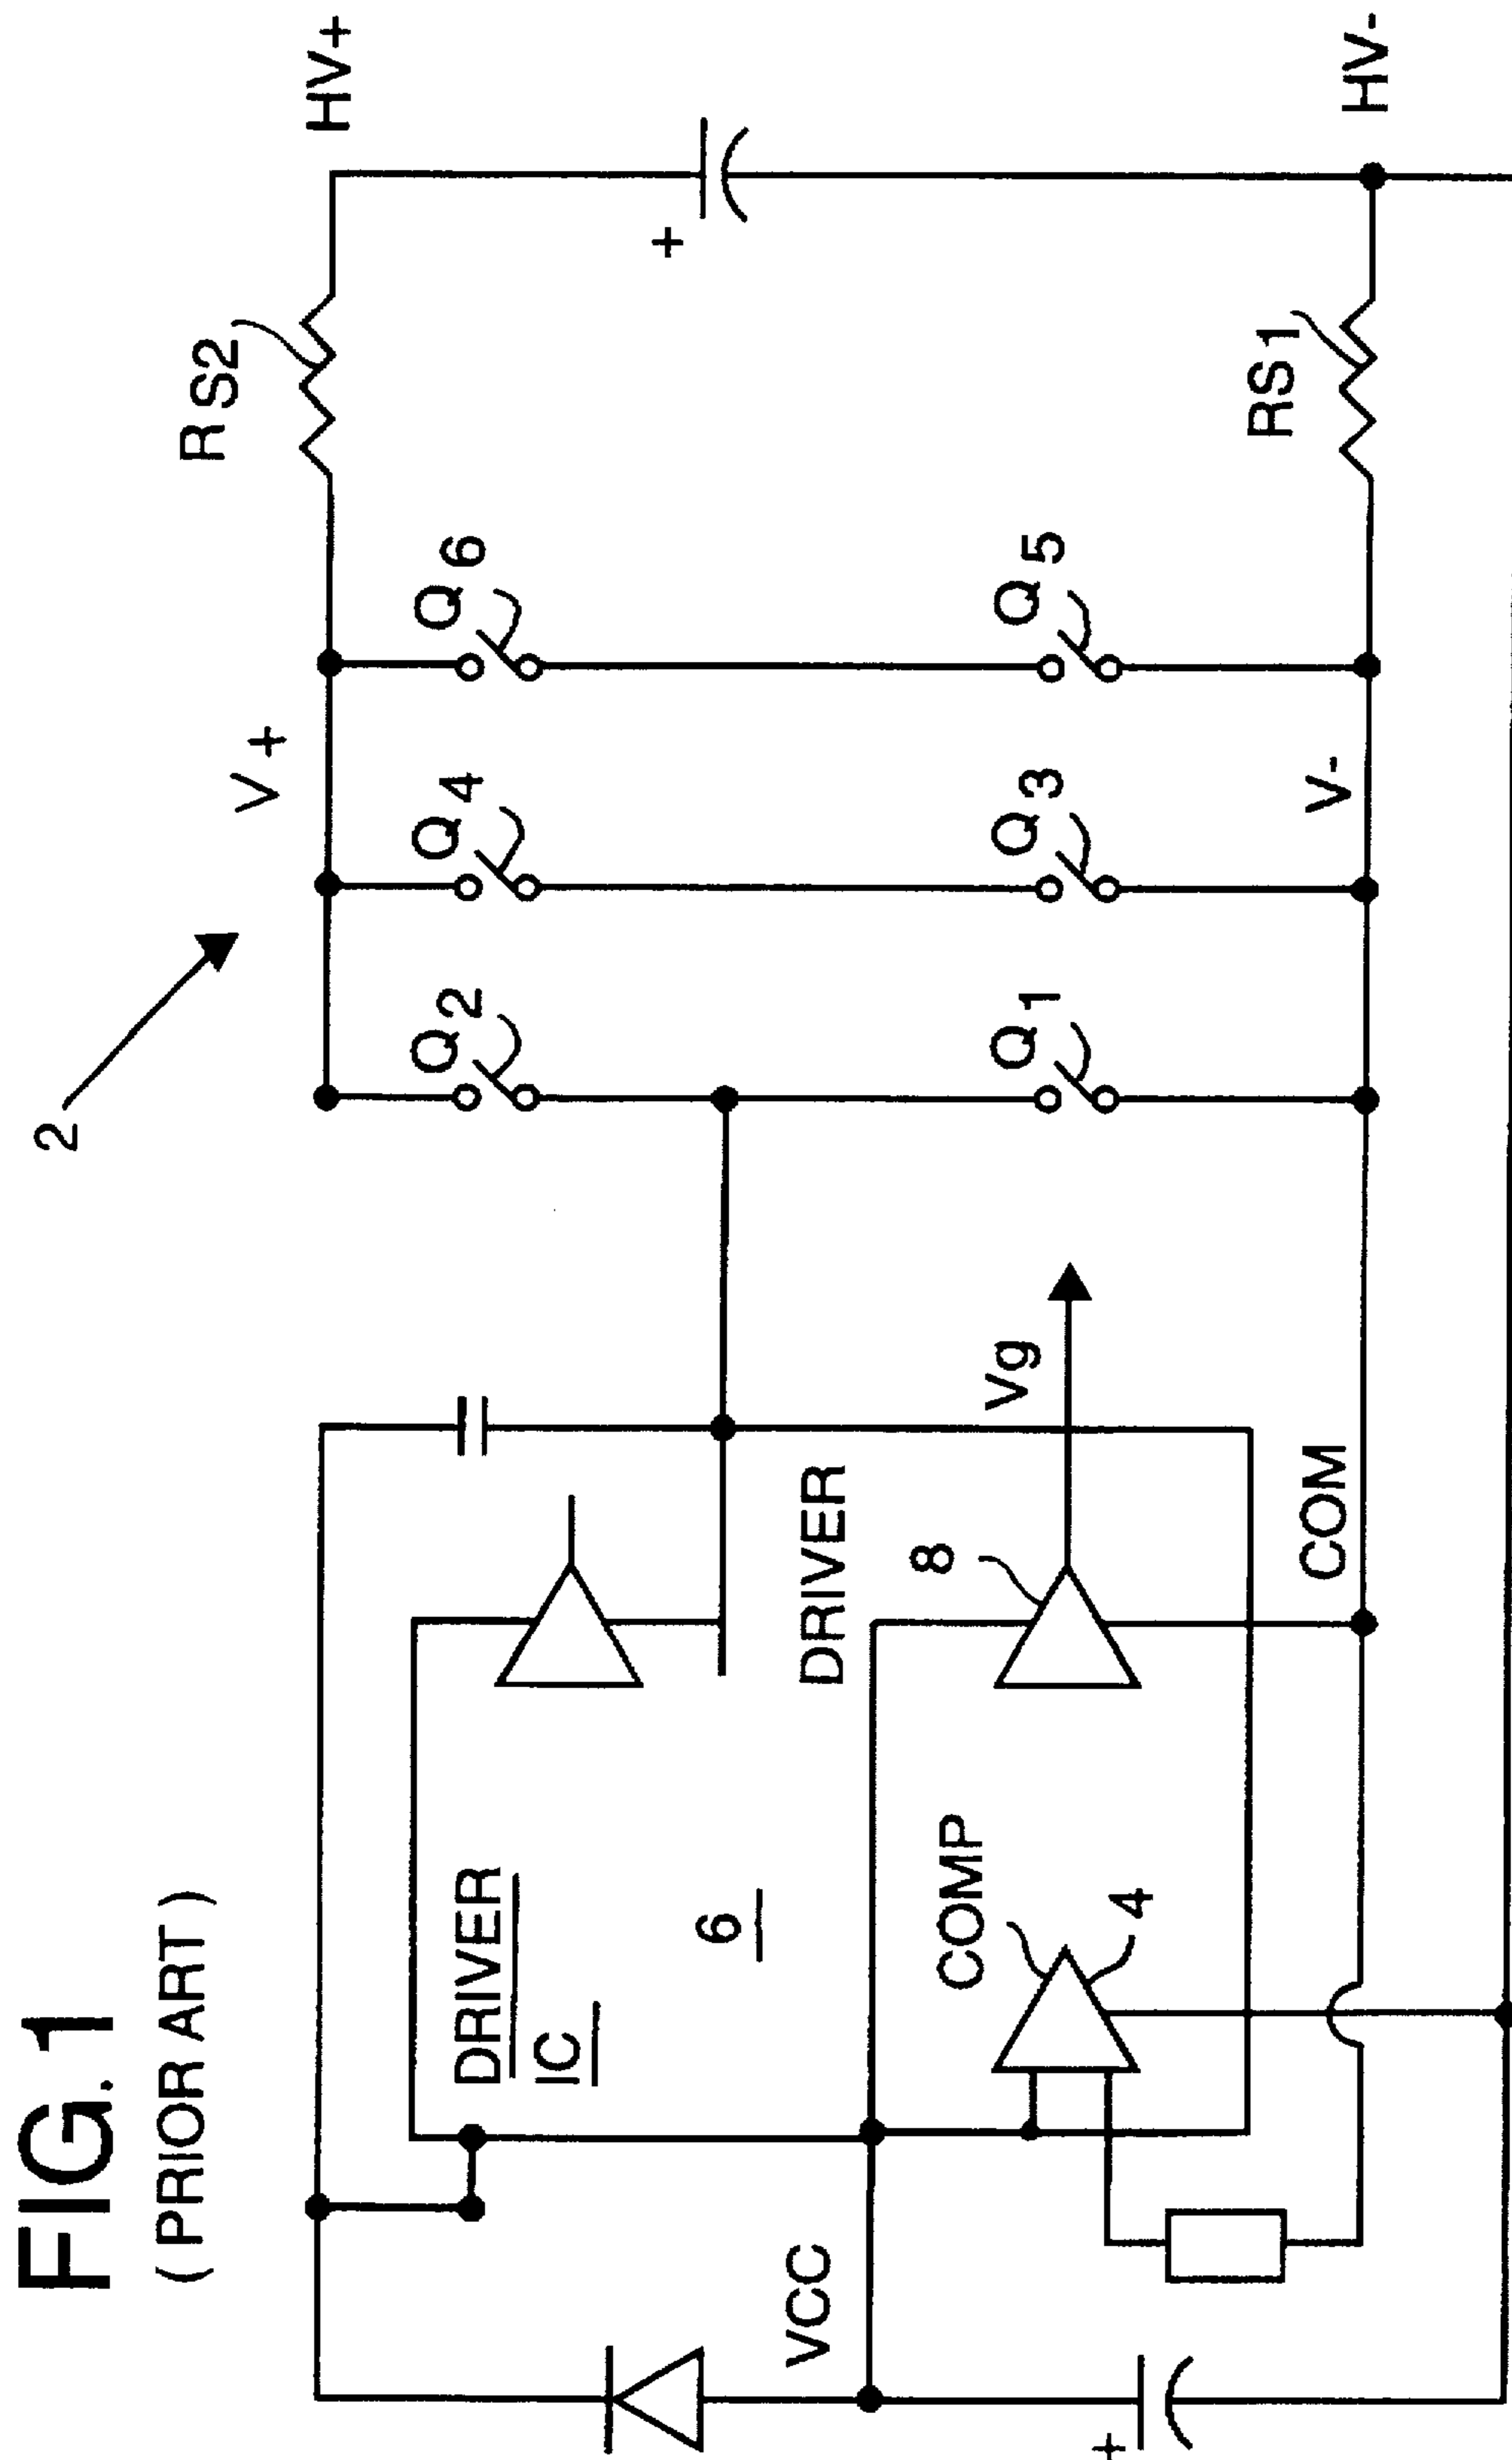 FIG. 1
( PRIOR ART )
2
HV+
RS2
V+
+
Q2
Q4
Q6
DRIVER
IC
6
DRIVER
VCC
COMP
4
8
Vg
Q1
Q3
Q5
+
COM
V-
RS1
HV-